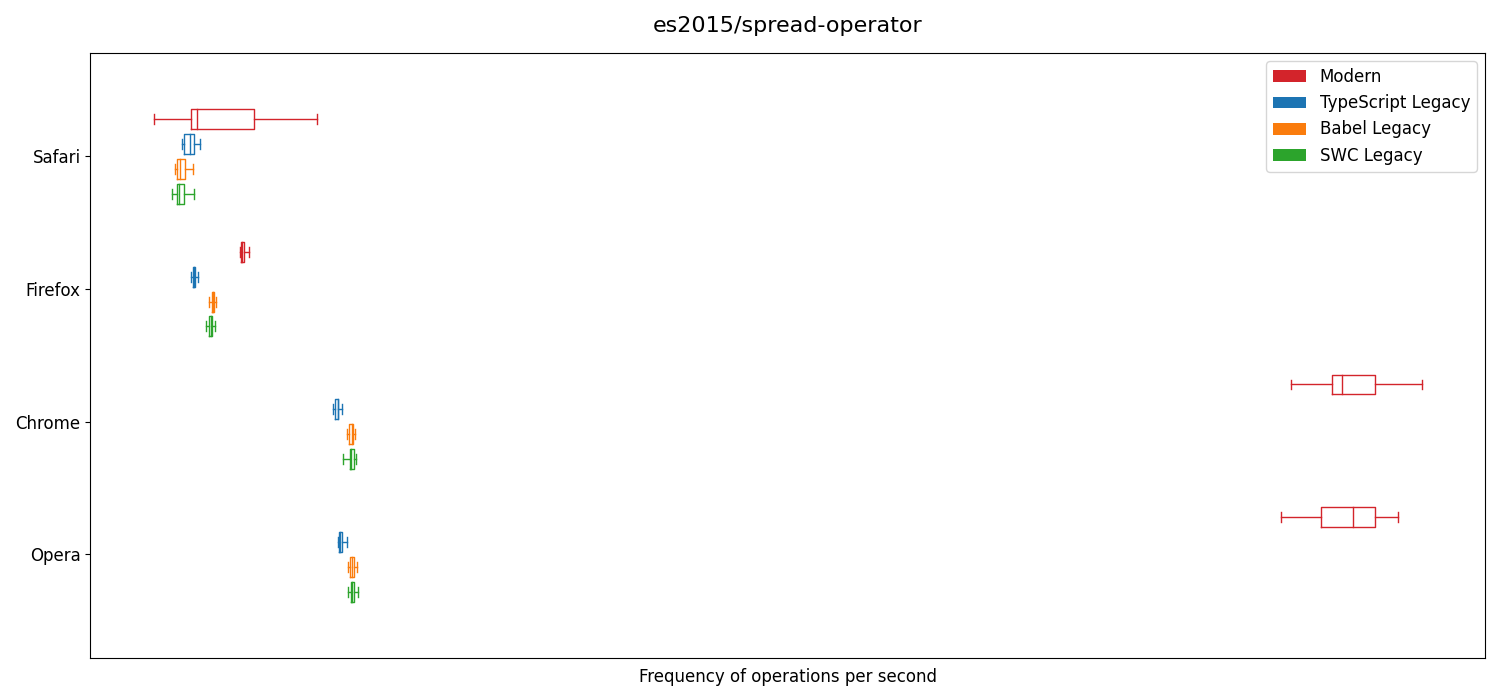 es2015/spread-operator
Modern
TypeScript Legacy
Babel Legacy
SWC Legacy
Safari
Firefox
Chrome
Opera
Frequency of operations per second